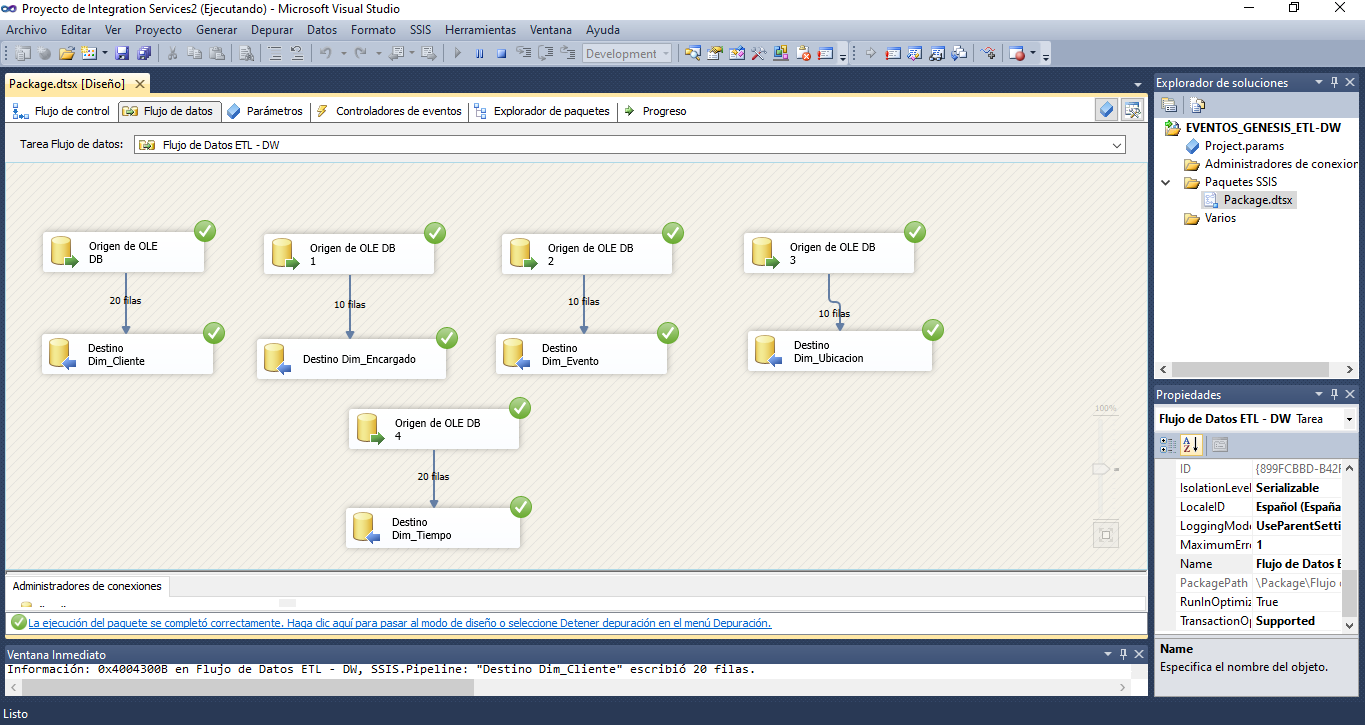 Proyecto de Integration Services2 (Ejecutando) - Microsoft Visual Studio
Archivo Editar Ver Proyecto Generar Depurar Datos Formato SSIS Herramientas Ventana Ayuda
Development
Package.dtsx [Diseño]
Flujo de control Flujo de datos Parámetros Controladores de eventos Explorador de paquetes Progreso
Tarea Flujo de datos: Flujo de Datos ETL - DW
Origen de OLE
DB
20 filas
Destino
Dim_Cliente
Origen de OLE DB
1
10 filas
Destino Dim_Encargado
Origen de OLE DB
2
10 filas
Destino
Dim_Evento
Origen de OLE DB
3
10 filas
Destino
Dim_Ubicacion
Origen de OLE DB
4
20 filas
Destino
Dim_Tiempo
100%
Administradores de conexiones
La ejecución del paquete se completó correctamente. Haga clic aquí para pasar al modo de diseño o seleccione Detener depuración en el menú Depuración.
Ventana Inmediato
Información: 0x4004300B en Flujo de Datos ETL - DW, SSIS.Pipeline: "Destino Dim_Cliente" escribió 20 filas.
Listo
Explorador de soluciones
EVENTOS_GENESIS_ETL-DW
Project.params
Administradores de conexior
Paquetes SSIS
Package.dtsx
Varios
Propiedades
Flujo de Datos ETL - DW Tarea
ID {899FCBBD-B42F
IsolationLevel Serializable
LocaleID Español (España
LoggingMode UseParentSetti
MaximumErr 1
Name Flujo de Datos E
PackagePath \Package\Flujo
RunInOptimiz True
TransactionOp Supported
Name
Especifica el nombre del objeto.